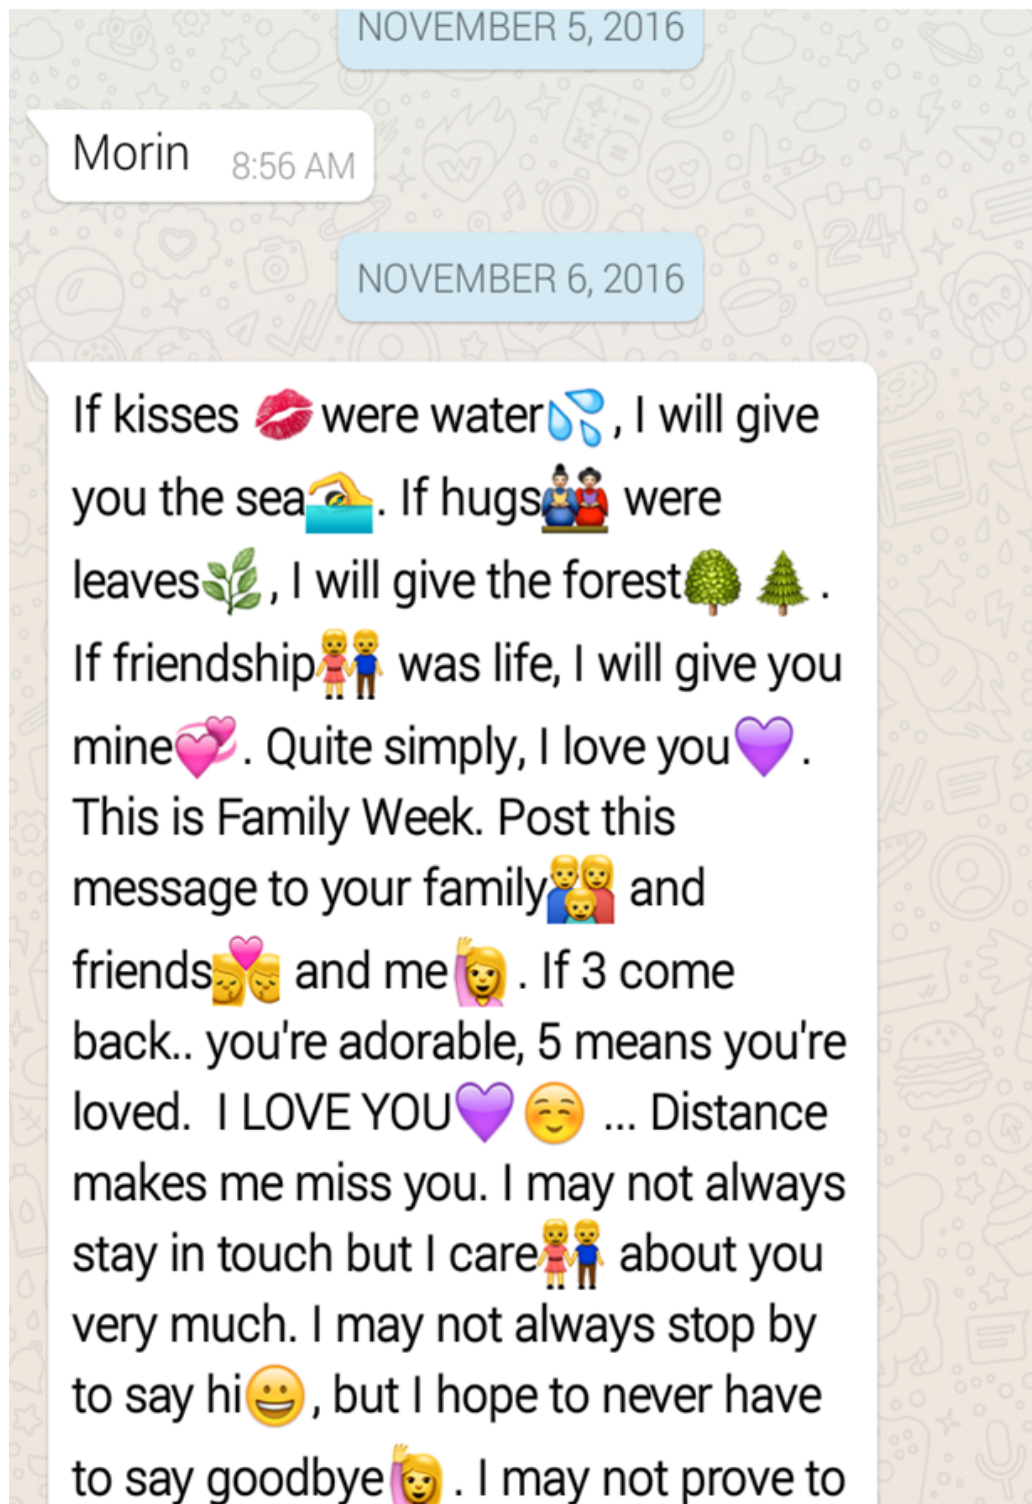 NOVEMBER 5, 2016
Morin 8:56 AM
NOVEMBER 6, 2016
If kisses 💋 were water💦, I will give
you the sea🏊. If hugs🎎 were
leaves🌿, I will give the forest🌳🌲.
If friendship👫 was life, I will give you
mine💞. Quite simply, I love you💜.
This is Family Week. Post this
message to your family👪 and
friends💏 and me🙋. If 3 come
back.. you're adorable, 5 means you're
loved.  I LOVE YOU💜☺ ... Distance
makes me miss you. I may not always
stay in touch but I care👫 about you
very much. I may not always stop by
to say hi😀, but I hope to never have
to say goodbye🙋. I may not prove to